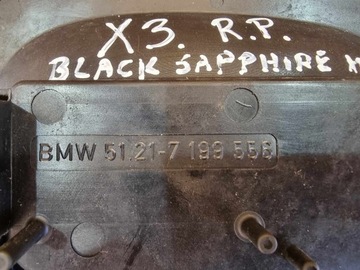 X3. R.P.
BLACK SAPPHIRE M
BMW 51.21-7 199 556